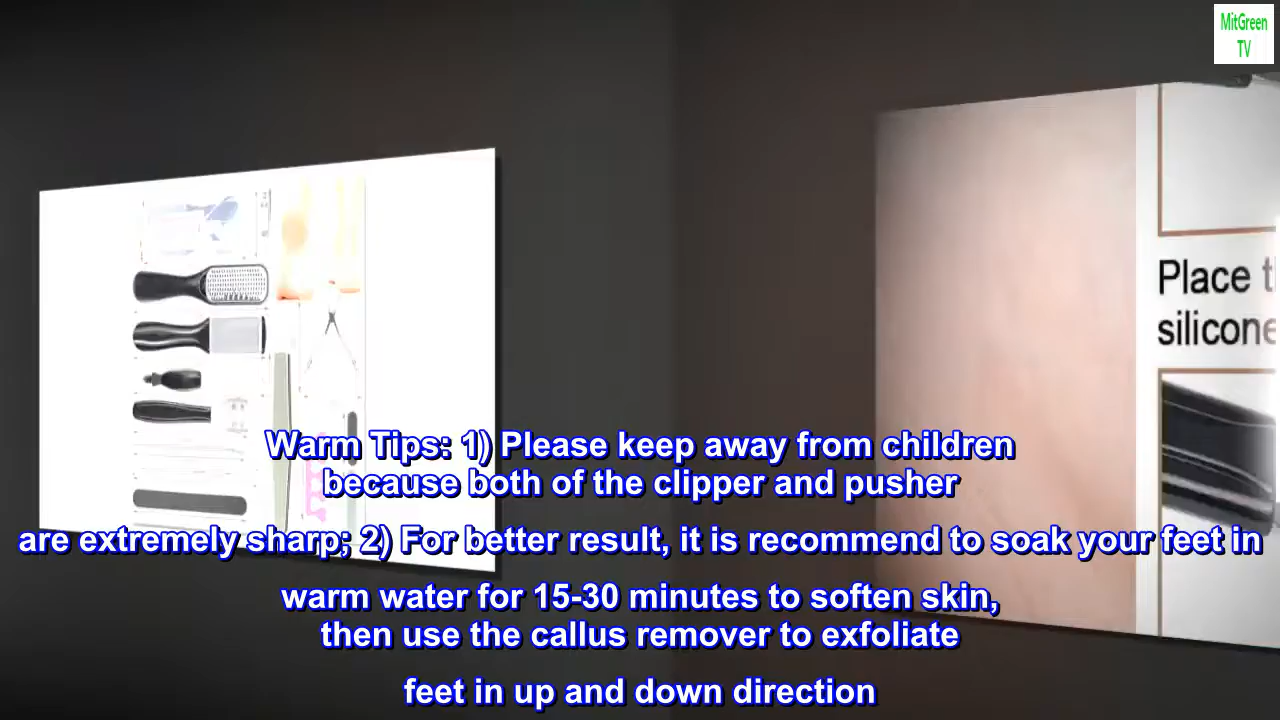 MitGreen
TV
Place
silicone
Warm Tips: 1) Please keep away from children
because both of the clipper and pusher
are extremely sharp; 2) For better result, it is recommend to soak your feet in
warm water for 15-30 minutes to soften skin,
then use the callus remover to exfoliate
feet in up and down direction